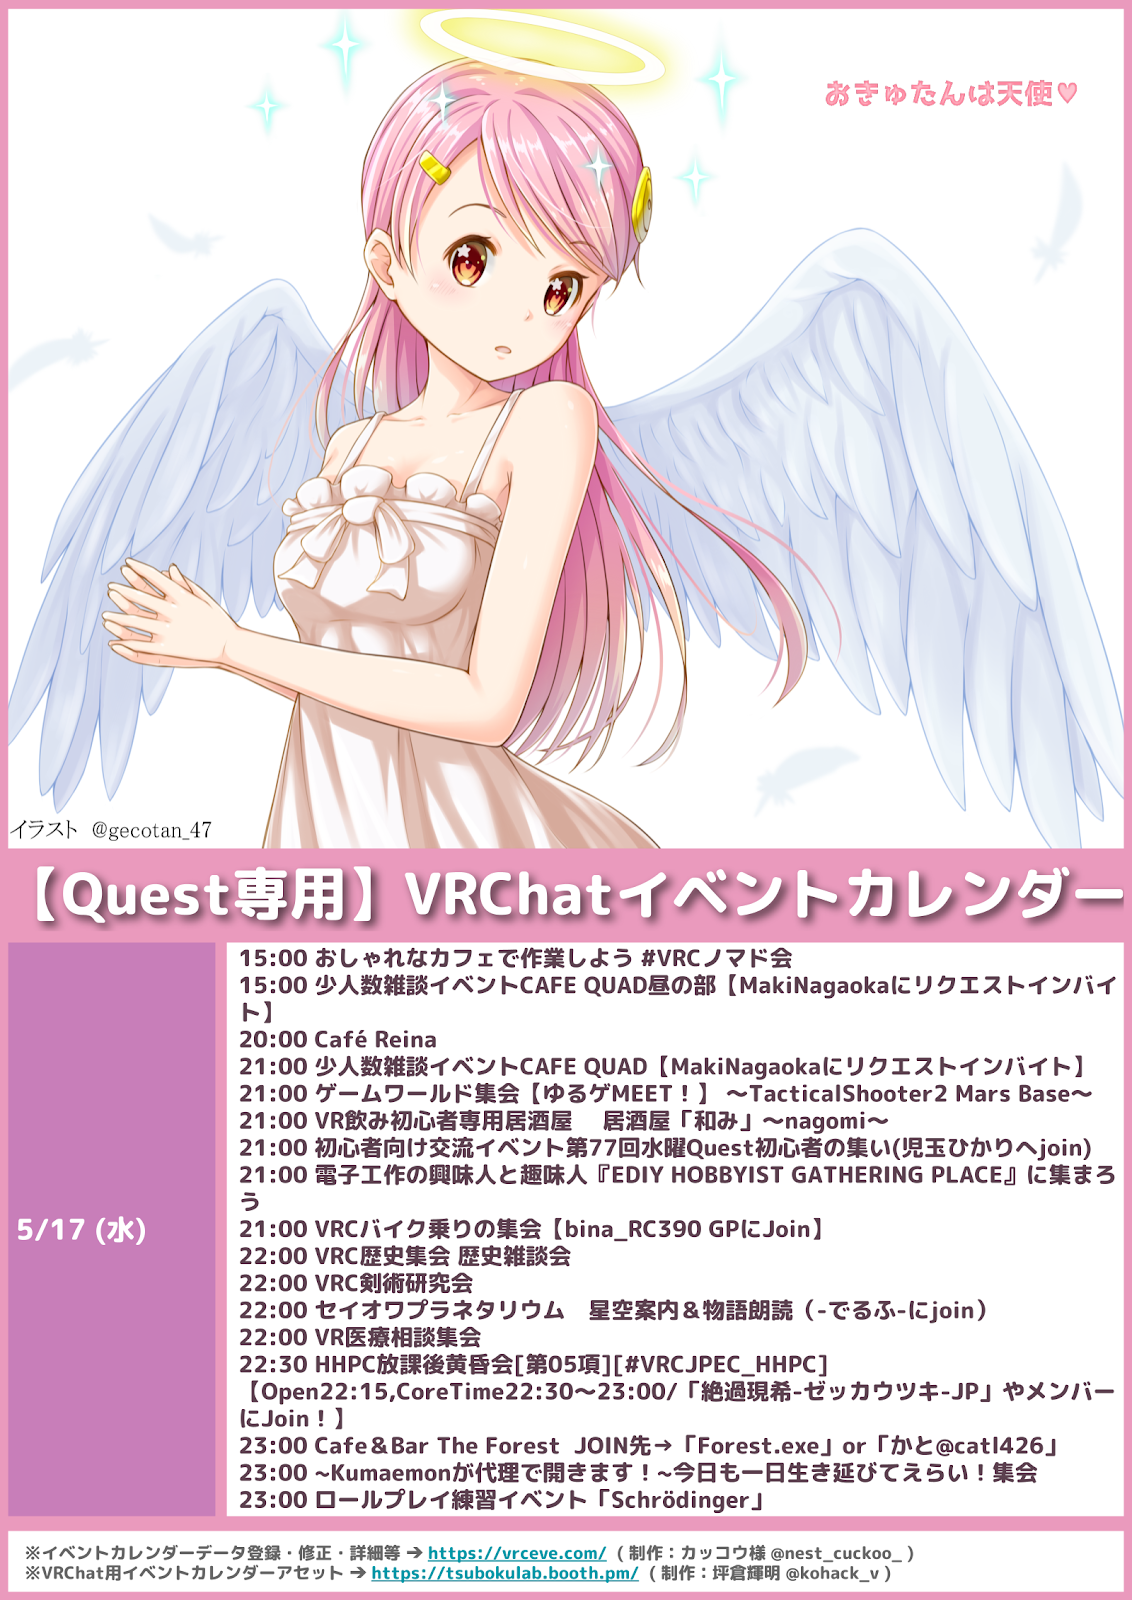 おきゅたんは天使♥
イラスト @gecotan_47
【Quest専用】VRChatイベントカレンダー
5/17 (水)
15:00 おしゃれなカフェで作業しよう #VRCノマド会
15:00 少人数雑談イベントCAFE QUAD昼の部【MakiNagaokaにリクエストインバイ
ト】
20:00 Café Reina
21:00 少人数雑談イベントCAFE QUAD【MakiNagaokaにリクエストインバイト】
21:00 ゲームワールド集会【ゆるゲMEET！】 ～TacticalShooter2 Mars Base～
21:00 VR飲み初心者専用居酒屋　居酒屋「和み」～nagomi～
21:00 初心者向け交流イベント第77回水曜Quest初心者の集い(児玉ひかりへjoin)
21:00 電子工作の興味人と趣味人『EDIY HOBBYIST GATHERING PLACE』に集まろ
う
21:00 VRCバイク乗りの集会【bina_RC390 GPにJoin】
22:00 VRC歴史集会 歴史雑談会
22:00 VRC剣術研究会
22:00 セイオワプラネタリウム　星空案内＆物語朗読（-でるふ-にjoin）
22:00 VR医療相談集会
22:30 HHPC放課後黄昏会[第05項][#VRCJPEC_HHPC]
【Open22:15,CoreTime22:30～23:00/「絶過現希-ゼッカウツキ-JP」やメンバー
にJoin！】
23:00 Cafe＆Bar The Forest  JOIN先→「Forest.exe」or「かと@catl426」
23:00 ~Kumaemonが代理で開きます！~今日も一日生き延びてえらい！集会
23:00 ロールプレイ練習イベント「Schrödinger」
※イベントカレンダーデータ登録・修正・詳細等 ➔ https://vrceve.com/ （ 制作：カッコウ様 @nest_cuckoo_ ）
※VRChat用イベントカレンダーアセット ➔ https://tsubokulab.booth.pm/ （ 制作：坪倉輝明 @kohack_v ）